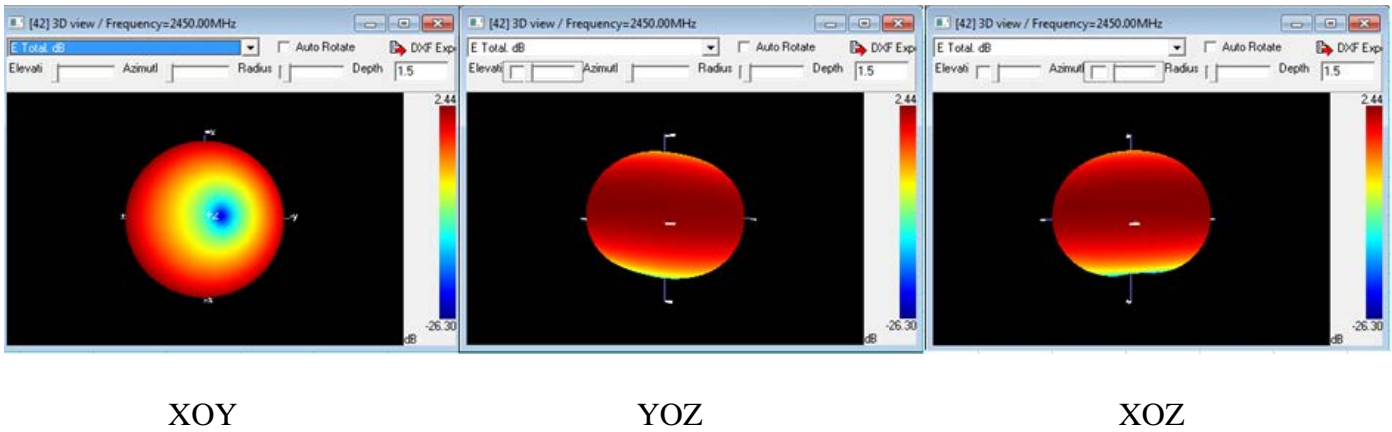 [42] 3D view / Frequency=2450.00MHz
E Total. dB
Auto Rotate
DXF Exp
Elevati
Azimutl
Radius
Depth
1.5
2.44
-26.30
dB
[42] 3D view / Frequency=2450.00MHz
E Total. dB
Auto Rotate
DXF Exp
Elevati
Azimutl
Radius
Depth
1.5
2.44
-26.30
dB
[42] 3D view / Frequency=2450.00MHz
E Total. dB
Auto Rotate
DXF Exp
Elevati
Azimutl
Radius
Depth
1.5
2.44
-26.30
dB
XOY
YOZ
XOZ